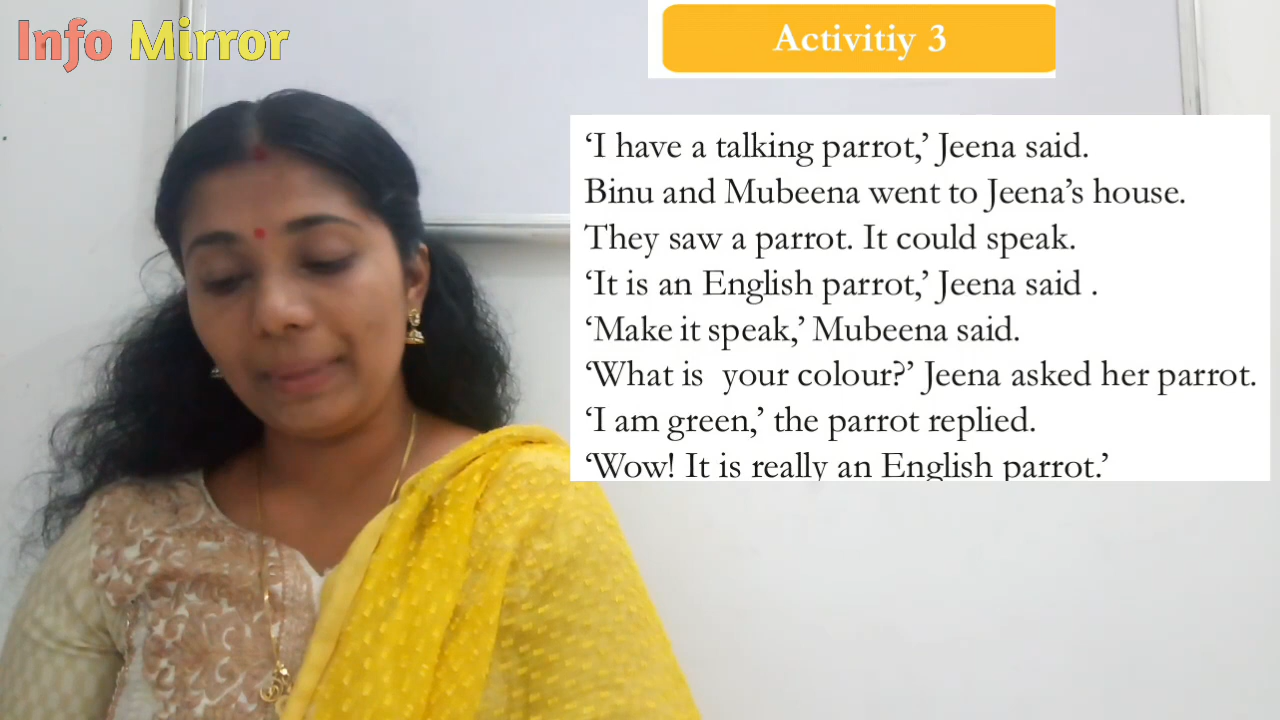 Info Mirror
Activitiy 3
‘I have a talking parrot,’ Jeena said.
Binu and Mubeena went to Jeena’s house.
They saw a parrot. It could speak.
‘It is an English parrot,’ Jeena said .
‘Make it speak,’ Mubeena said.
‘What is  your colour?’ Jeena asked her parrot.
‘I am green,’ the parrot replied.
‘Wow! It is really an English parrot.’